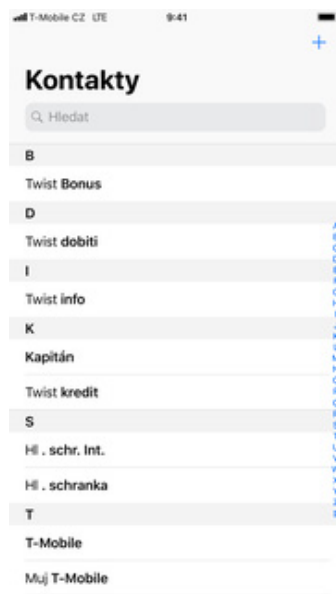 T-Mobile CZ LTE 9:41
+
Kontakty
Hledat
B
Twist Bonus
D
Twist dobití
I
Twist info
K
Kapitán
Twist kredit
S
Hl . schr. Int.
Hl . schranka
T
T-Mobile
Muj T-Mobile